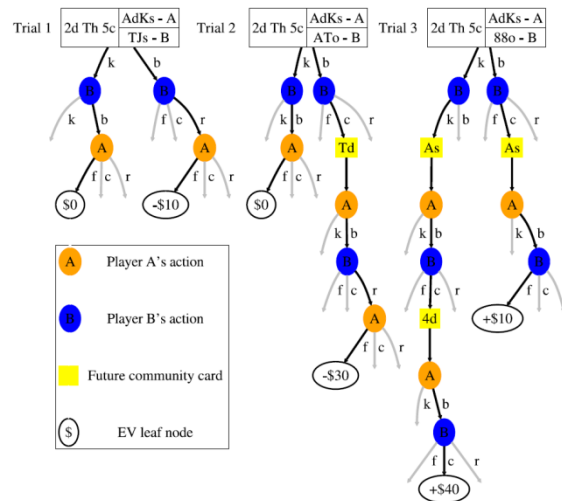 Trial 1
2d Th 5c
AdKs - A
TJs - B
Trial 2
2d Th 5c
AdKs - A
ATo - B
Trial 3
2d Th 5c
AdKs - A
88o - B
k b k b k b
B B B B B B
k b f c r k b f c r k b f c r
A A A Td As As
f c r f c r f c r
$0 -$10 $0 A A A
k b k b k b
A Player A's action
B B B
f c r f c r f c r
B Player B's action
A 4d +$10
f c r
Future community card
-$30 A
k b
$ EV leaf node
B
f c r
+$40